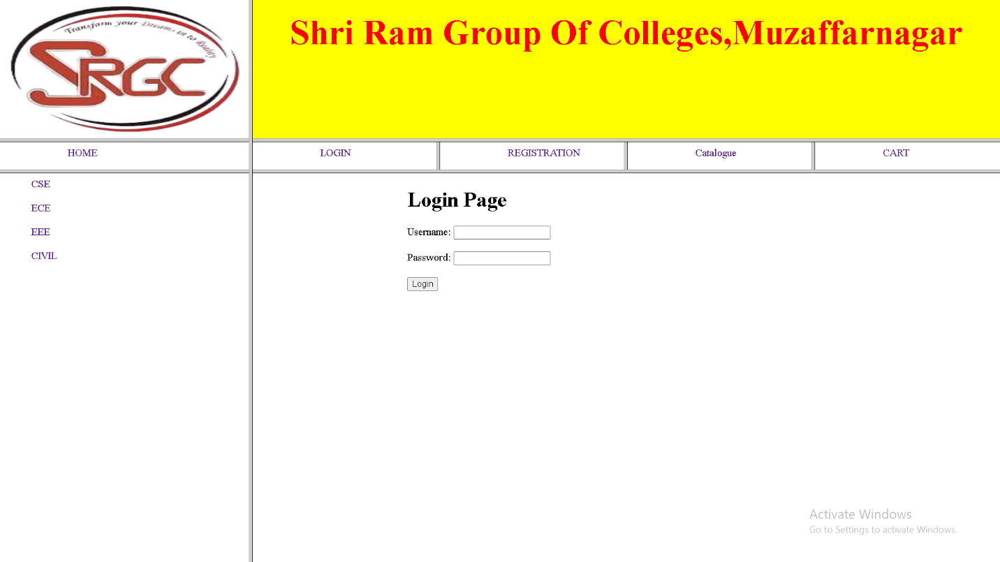 Transform your Dreams in to Reality
SRGC
Shri Ram Group Of Colleges,Muzaffarnagar
HOME
LOGIN
REGISTRATION
Catalogue
CART
CSE
ECE
EEE
CIVIL
Login Page
Username:
Password:
Login
Activate Windows
Go to Settings to activate Windows.